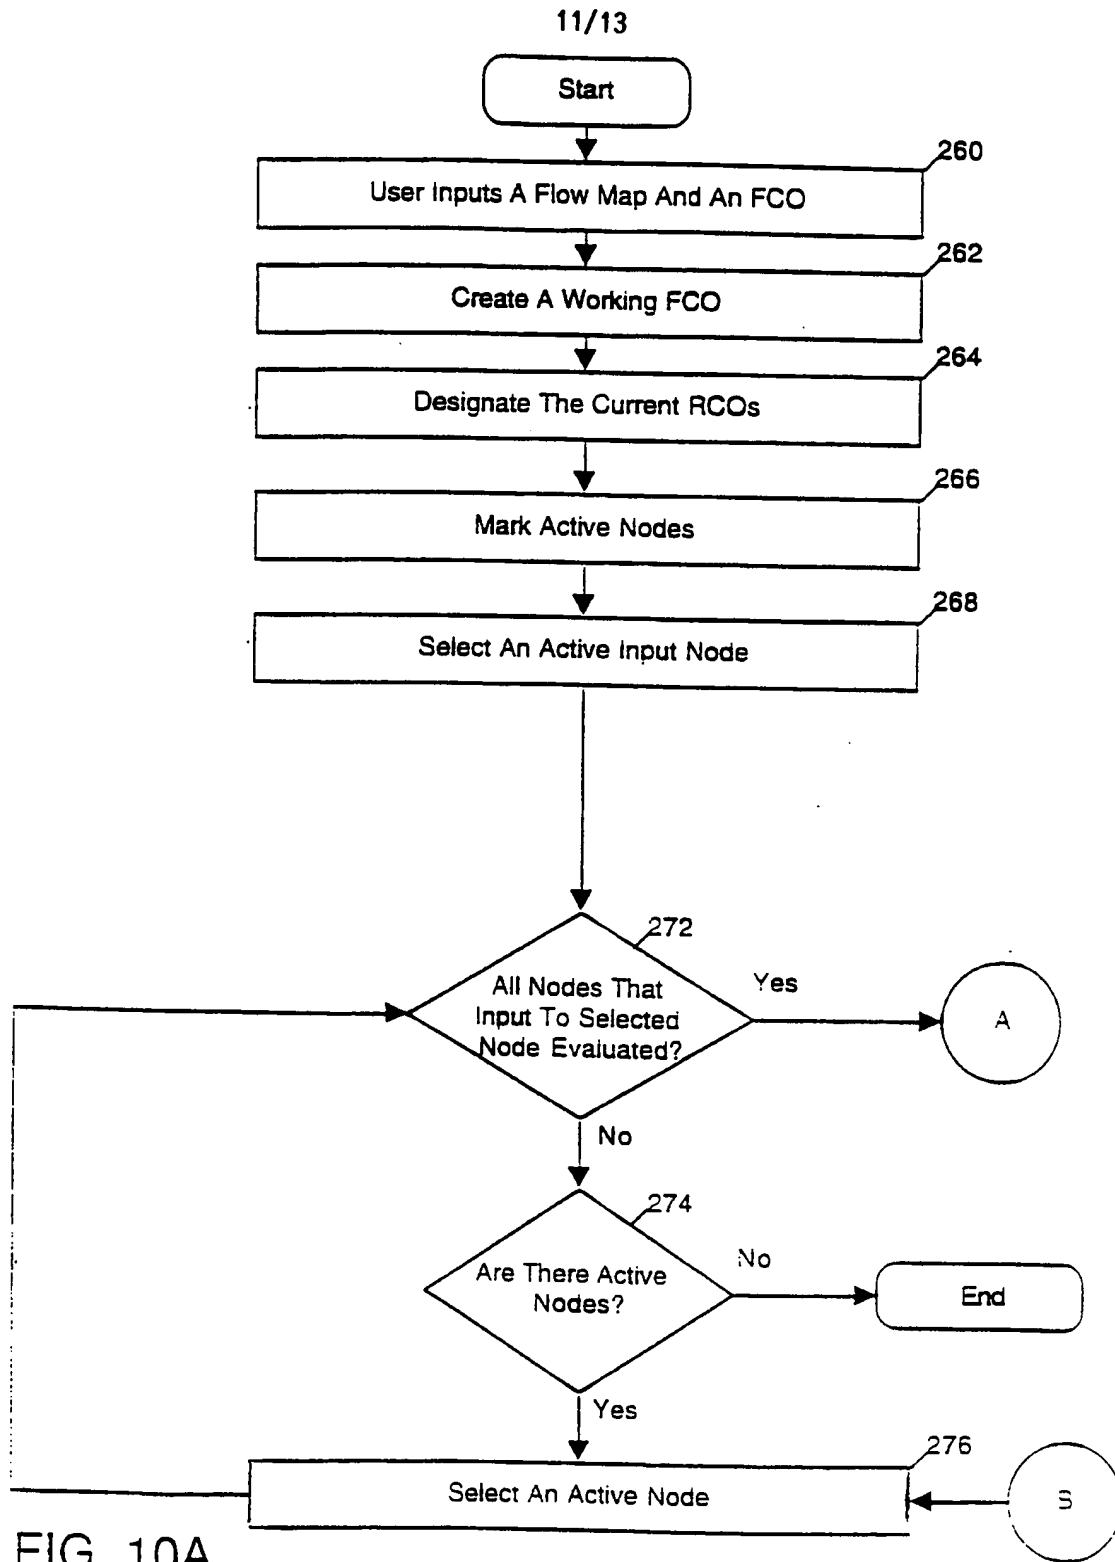 11/13
Start
260
User Inputs A Flow Map And An FCO
262
Create A Working FCO
264
Designate The Current RCOs
266
Mark Active Nodes
268
Select An Active Input Node
272
All Nodes That
Input To Selected
Node Evaluated?
Yes
A
No
274
Are There Active
Nodes?
No
End
Yes
276
Select An Active Node
B
FIG. 10A